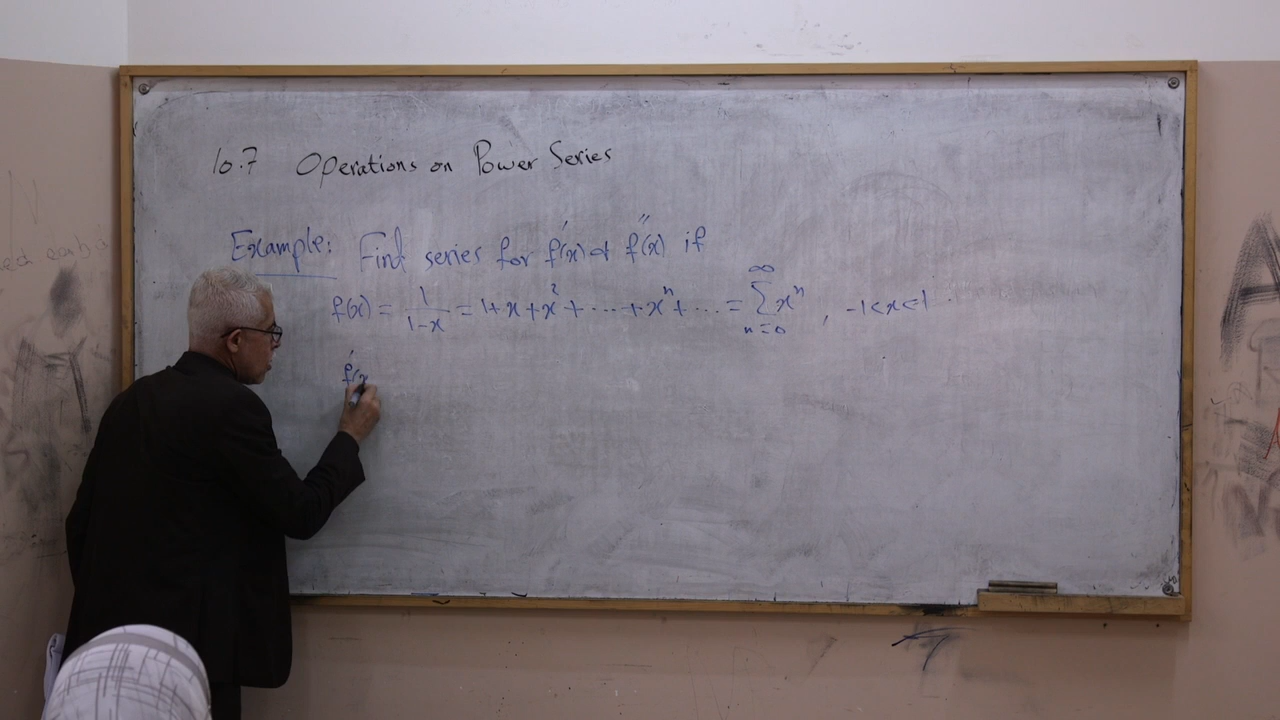 10.7 Operations on Power Series
Example: Find series for f'(x) & f''(x) if
f(x) = 1/(1-x) = 1+x+x²+...+xⁿ+... = ∑_{n=0}^{∞} xⁿ , -1<x<1.
f'(x